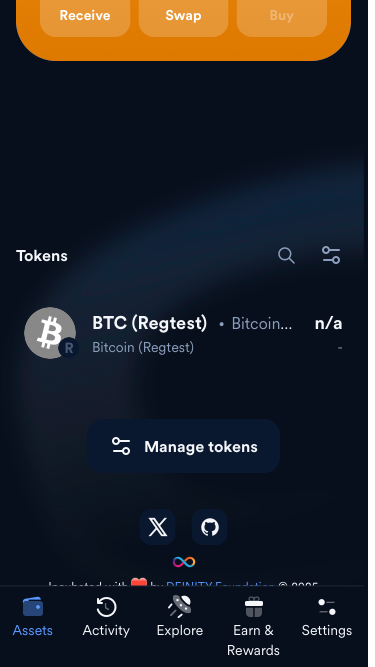 Receive Swap Buy
Tokens
BTC (Regtest) • Bitcoin... n/a
R Bitcoin (Regtest) -
Manage tokens
Incubated with ❤️ by DFINITY Foundation © 2025
Assets Activity Explore Earn & Rewards Settings